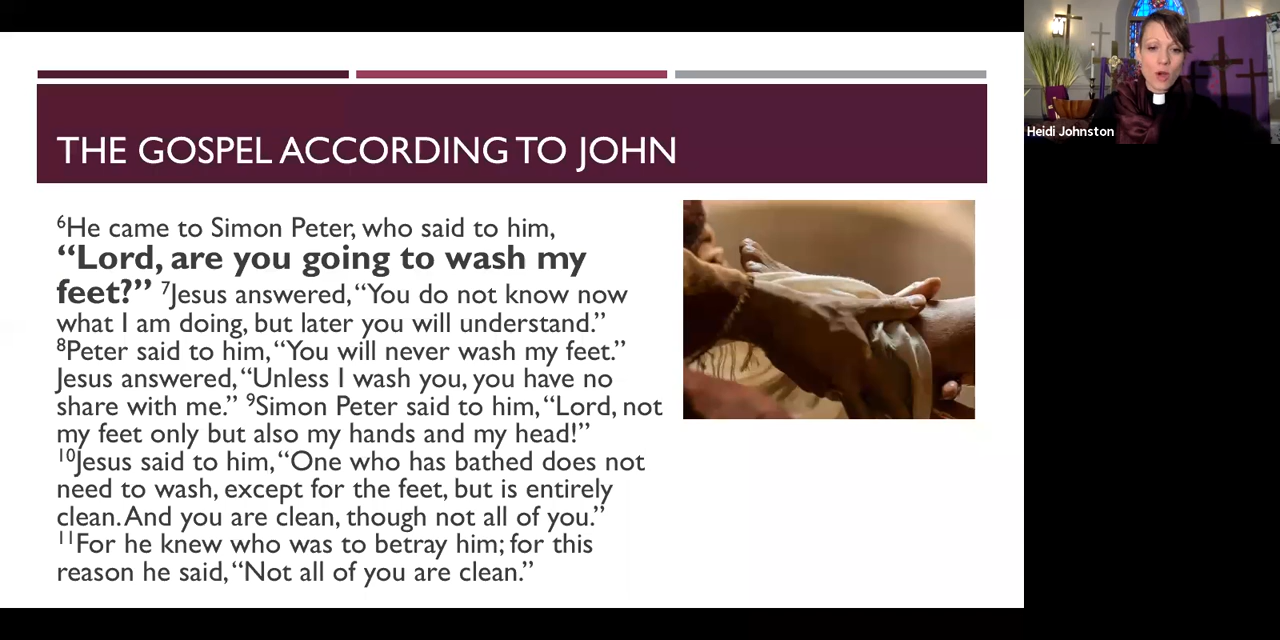 THE GOSPEL ACCORDING TO JOHN
⁶He came to Simon Peter, who said to him,
“Lord, are you going to wash my
feet?” ⁷Jesus answered, “You do not know now
what I am doing, but later you will understand.”
⁸Peter said to him, “You will never wash my feet.”
Jesus answered, “Unless I wash you, you have no
share with me.” ⁹Simon Peter said to him, “Lord, not
my feet only but also my hands and my head!”
¹⁰Jesus said to him, “One who has bathed does not
need to wash, except for the feet, but is entirely
clean. And you are clean, though not all of you.”
¹¹For he knew who was to betray him; for this
reason he said, “Not all of you are clean.”
Heidi Johnston